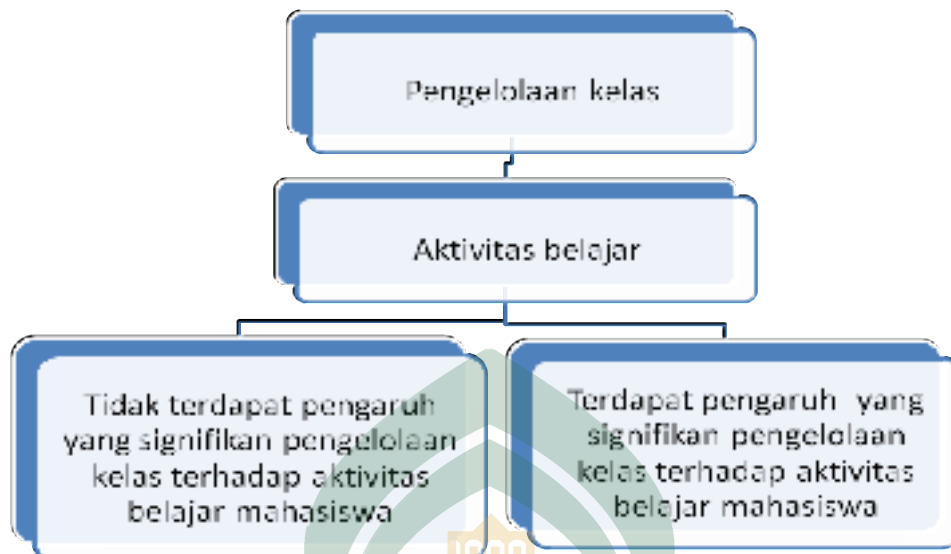 Pengelolaan kelas
Aktivitas belajar
Tidak terdapat pengaruh
yang signifikan pengelolaan
kelas terhadap aktivitas
belajar mahasiswa
Terdapat pengaruh yang
signifikan pengelolaan
kelas terhadap aktivitas
belajar mahasiswa